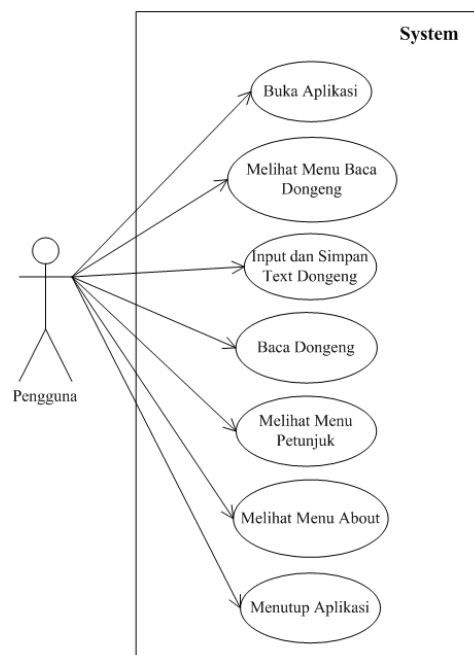 System
Buka Aplikasi
Melihat Menu Baca
Dongeng
Input dan Simpan
Text Dongeng
Baca Dongeng
Pengguna
Melihat Menu
Petunjuk
Melihat Menu About
Menutup Aplikasi